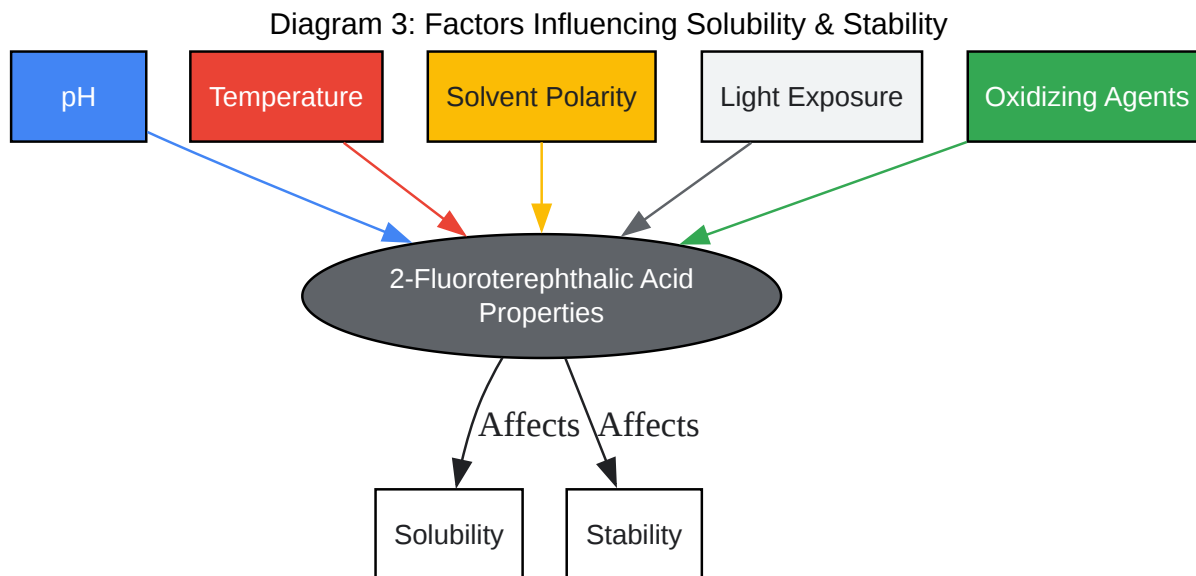 Diagram 3: Factors Influencing Solubility & Stability
pH
Temperature
Solvent Polarity
Light Exposure
Oxidizing Agents
2-Fluoroterephthalic Acid
Properties
Affects
Affects
Solubility
Stability